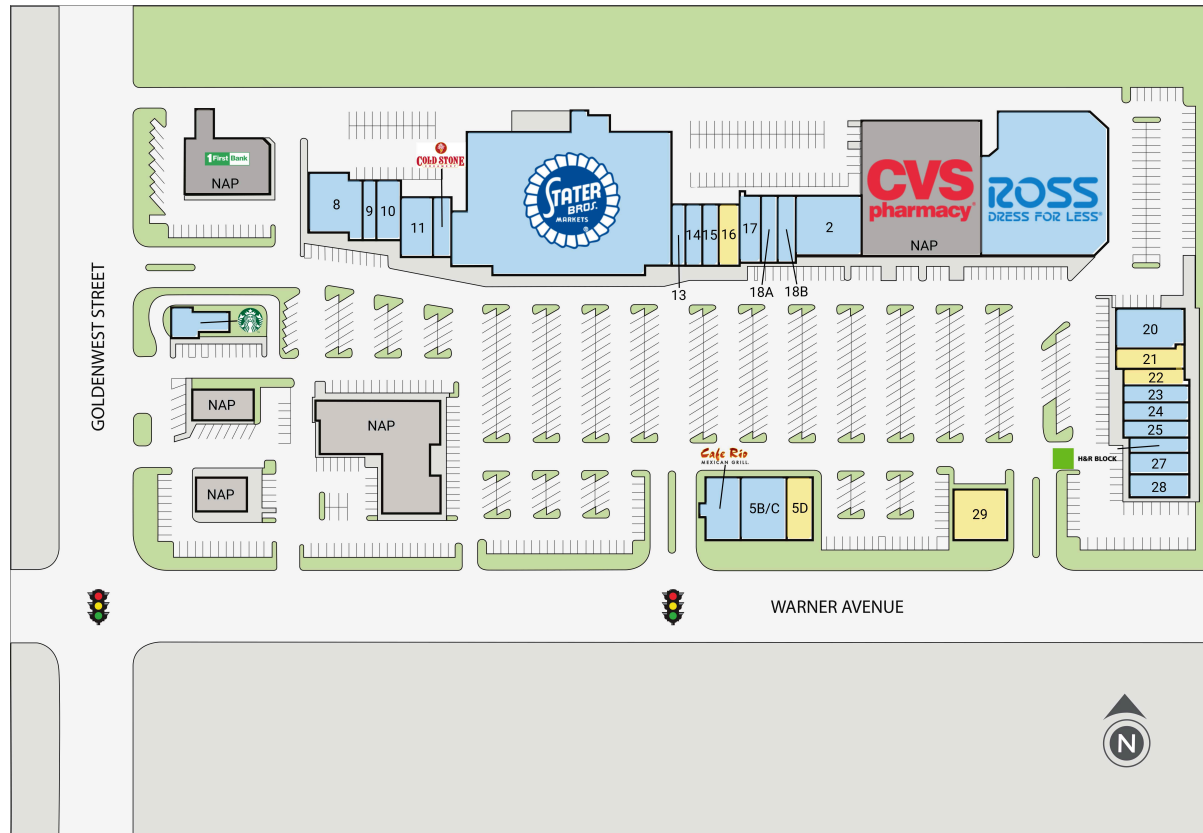 1 First Bank
NAP
COLD STONE
CREAMERY
8
9
10
11
STATER
BROS.
MARKETS
®
13
14
15
16
17
18A
18B
2
CVS
pharmacy®
NAP
ROSS
DRESS FOR LESS®
GOLDENWEST STREET
NAP
NAP
NAP
20
21
22
23
24
25
H&R BLOCK
27
28
Cafe Rio
MEXICAN GRILL.
5B/C
5D
29
WARNER AVENUE
N